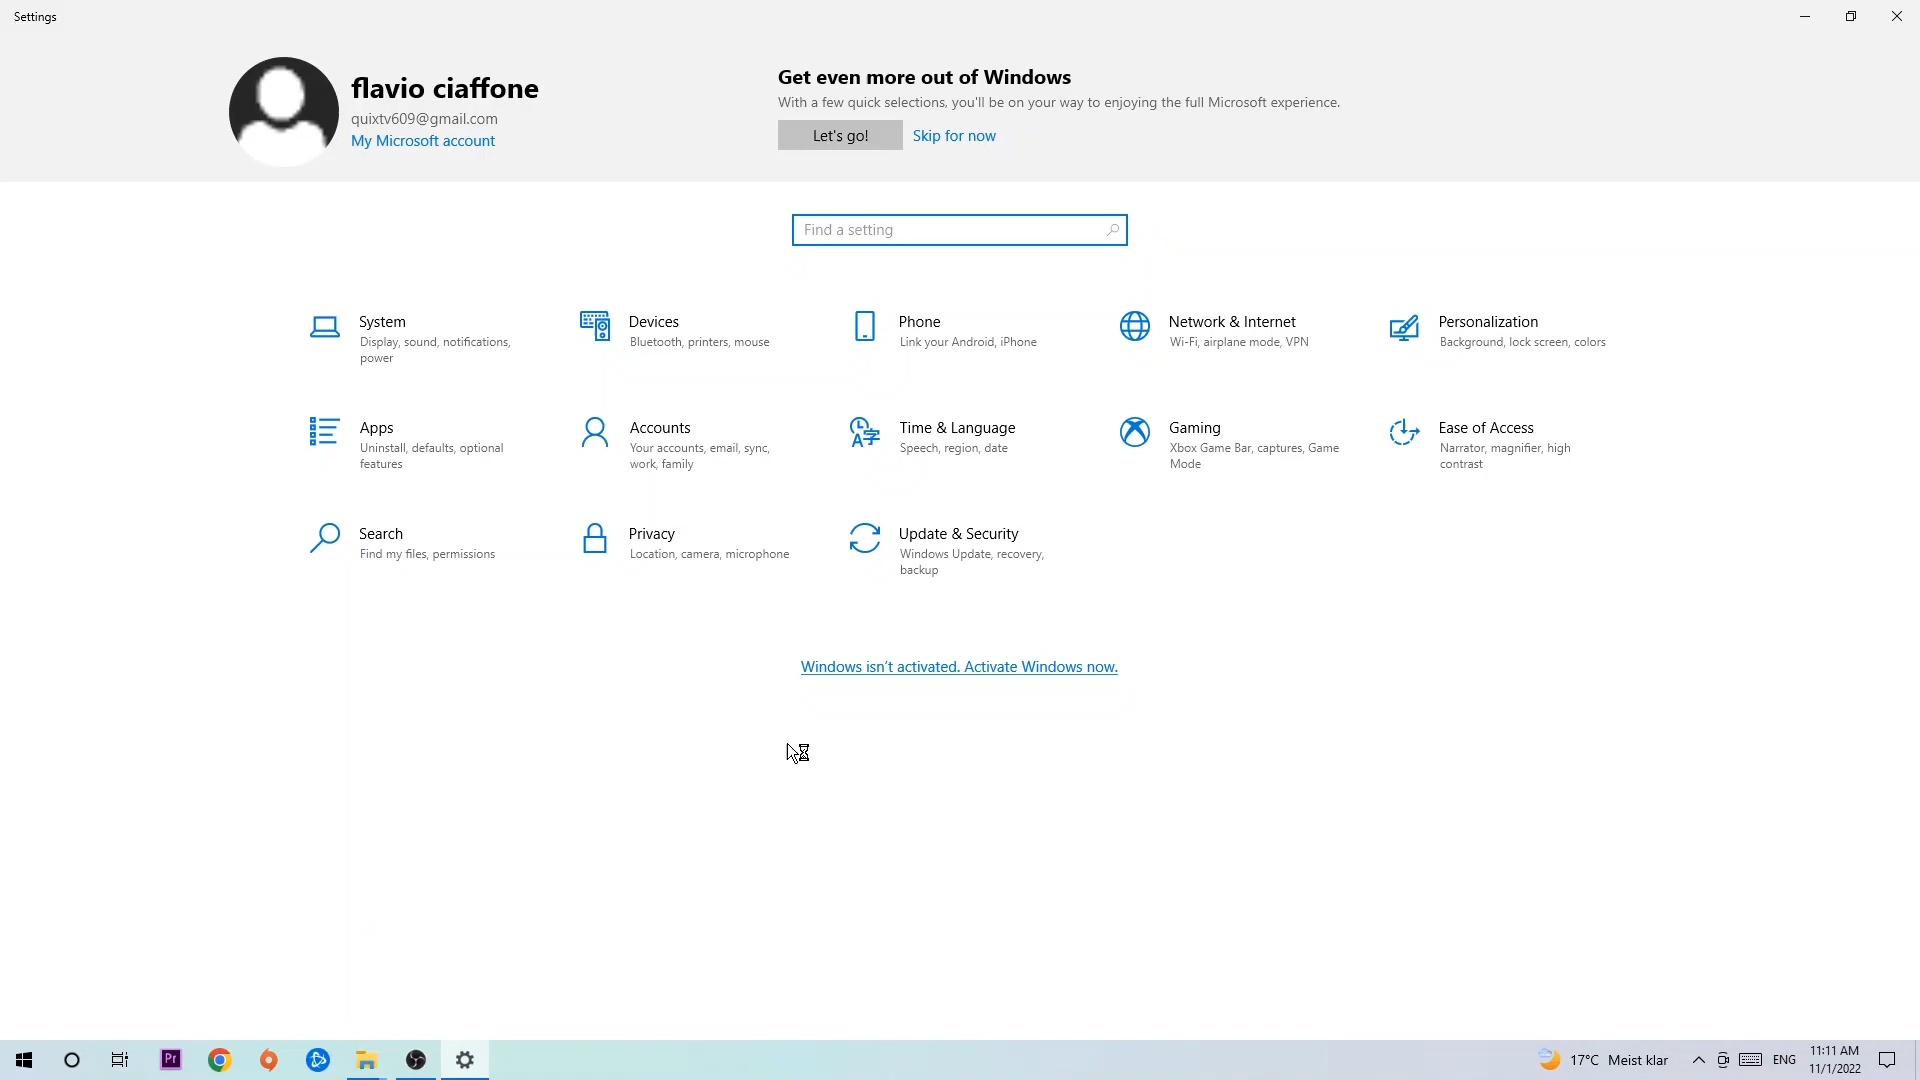 Settings
flavio ciaffone
quixtv609@gmail.com
My Microsoft account
Get even more out of Windows
With a few quick selections, you'll be on your way to enjoying the full Microsoft experience.
Let's go!
Skip for now
Find a setting
System
Display, sound, notifications,
power
Devices
Bluetooth, printers, mouse
Phone
Link your Android, iPhone
Network & Internet
Wi-Fi, airplane mode, VPN
Personalization
Background, lock screen, colors
Apps
Uninstall, defaults, optional
features
Accounts
Your accounts, email, sync,
work, family
Time & Language
Speech, region, date
Gaming
Xbox Game Bar, captures, Game
Mode
Ease of Access
Narrator, magnifier, high
contrast
Search
Find my files, permissions
Privacy
Location, camera, microphone
Update & Security
Windows Update, recovery,
backup
Windows isn't activated. Activate Windows now.
Pr
17°C Meist klar
ENG
11:11 AM
11/1/2022